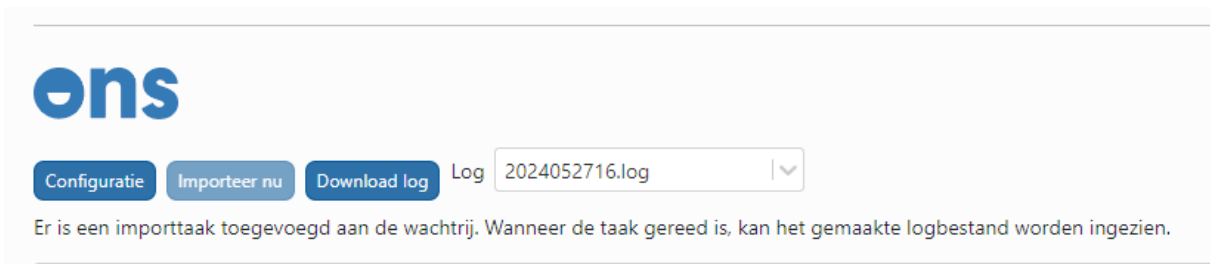 ons
Configuratie Importeer nu Download log Log 2024052716.log
Er is een importtaak toegevoegd aan de wachtrij. Wanneer de taak gereed is, kan het gemaakte logbestand worden ingezien.